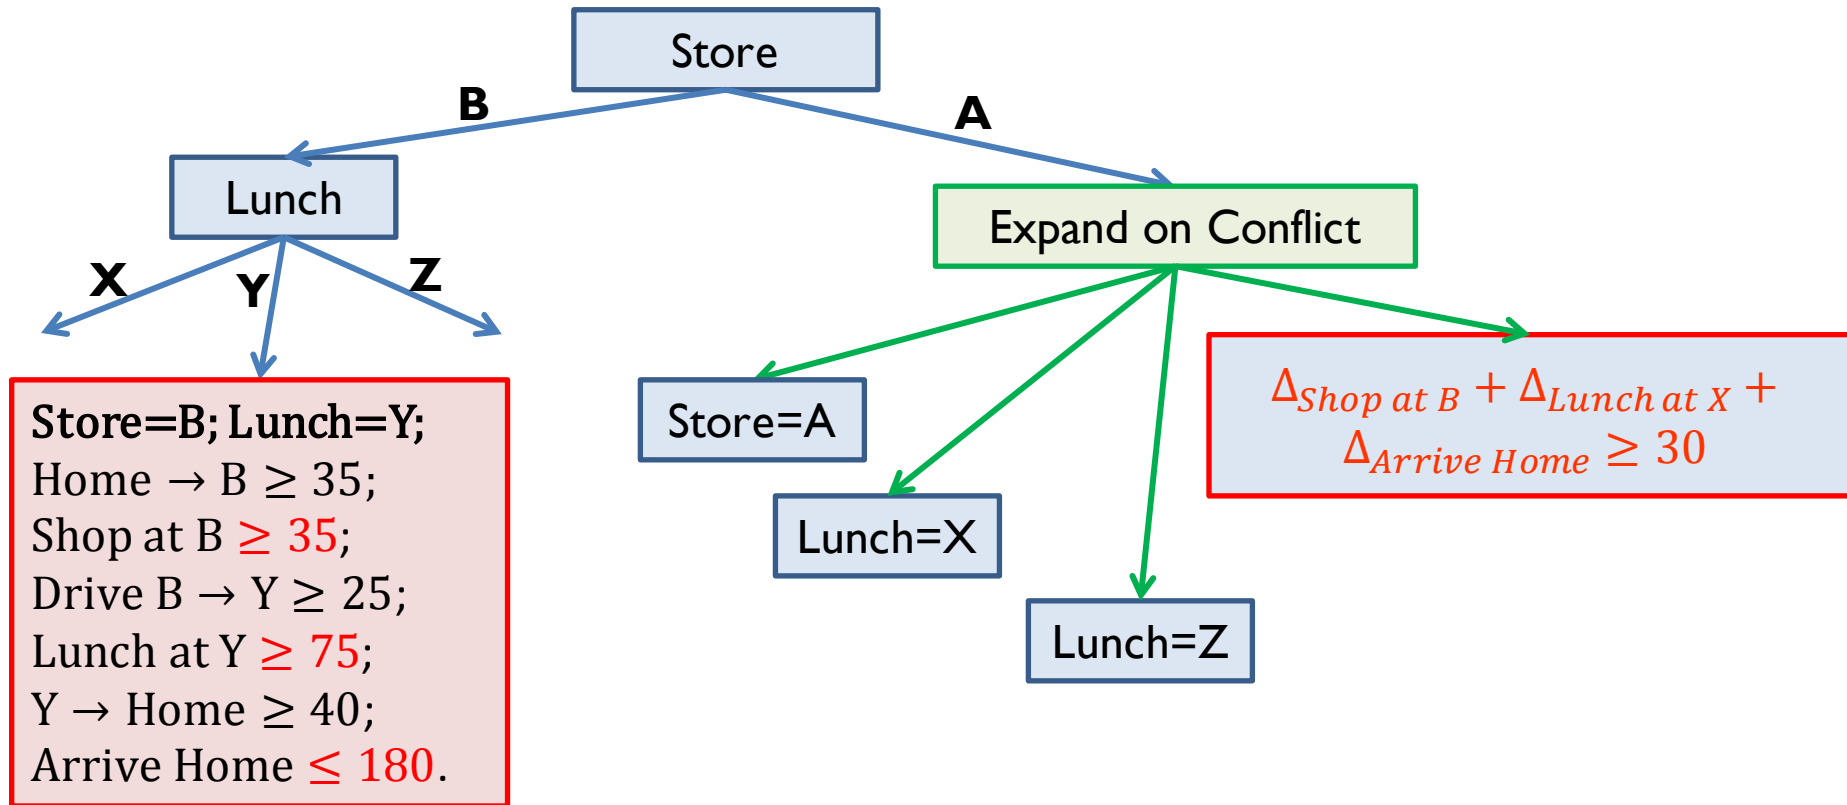 Store
B
A
Lunch
Expand on Conflict
X
Y
Z
Store=B; Lunch=Y;
Home → B ≥ 35;
Shop at B ≥ 35;
Drive B → Y ≥ 25;
Lunch at Y ≥ 75;
Y → Home ≥ 40;
Arrive Home ≤ 180.
Store=A
Lunch=X
Lunch=Z
Δ_Shop at B + Δ_Lunch at X +
Δ_Arrive Home ≥ 30